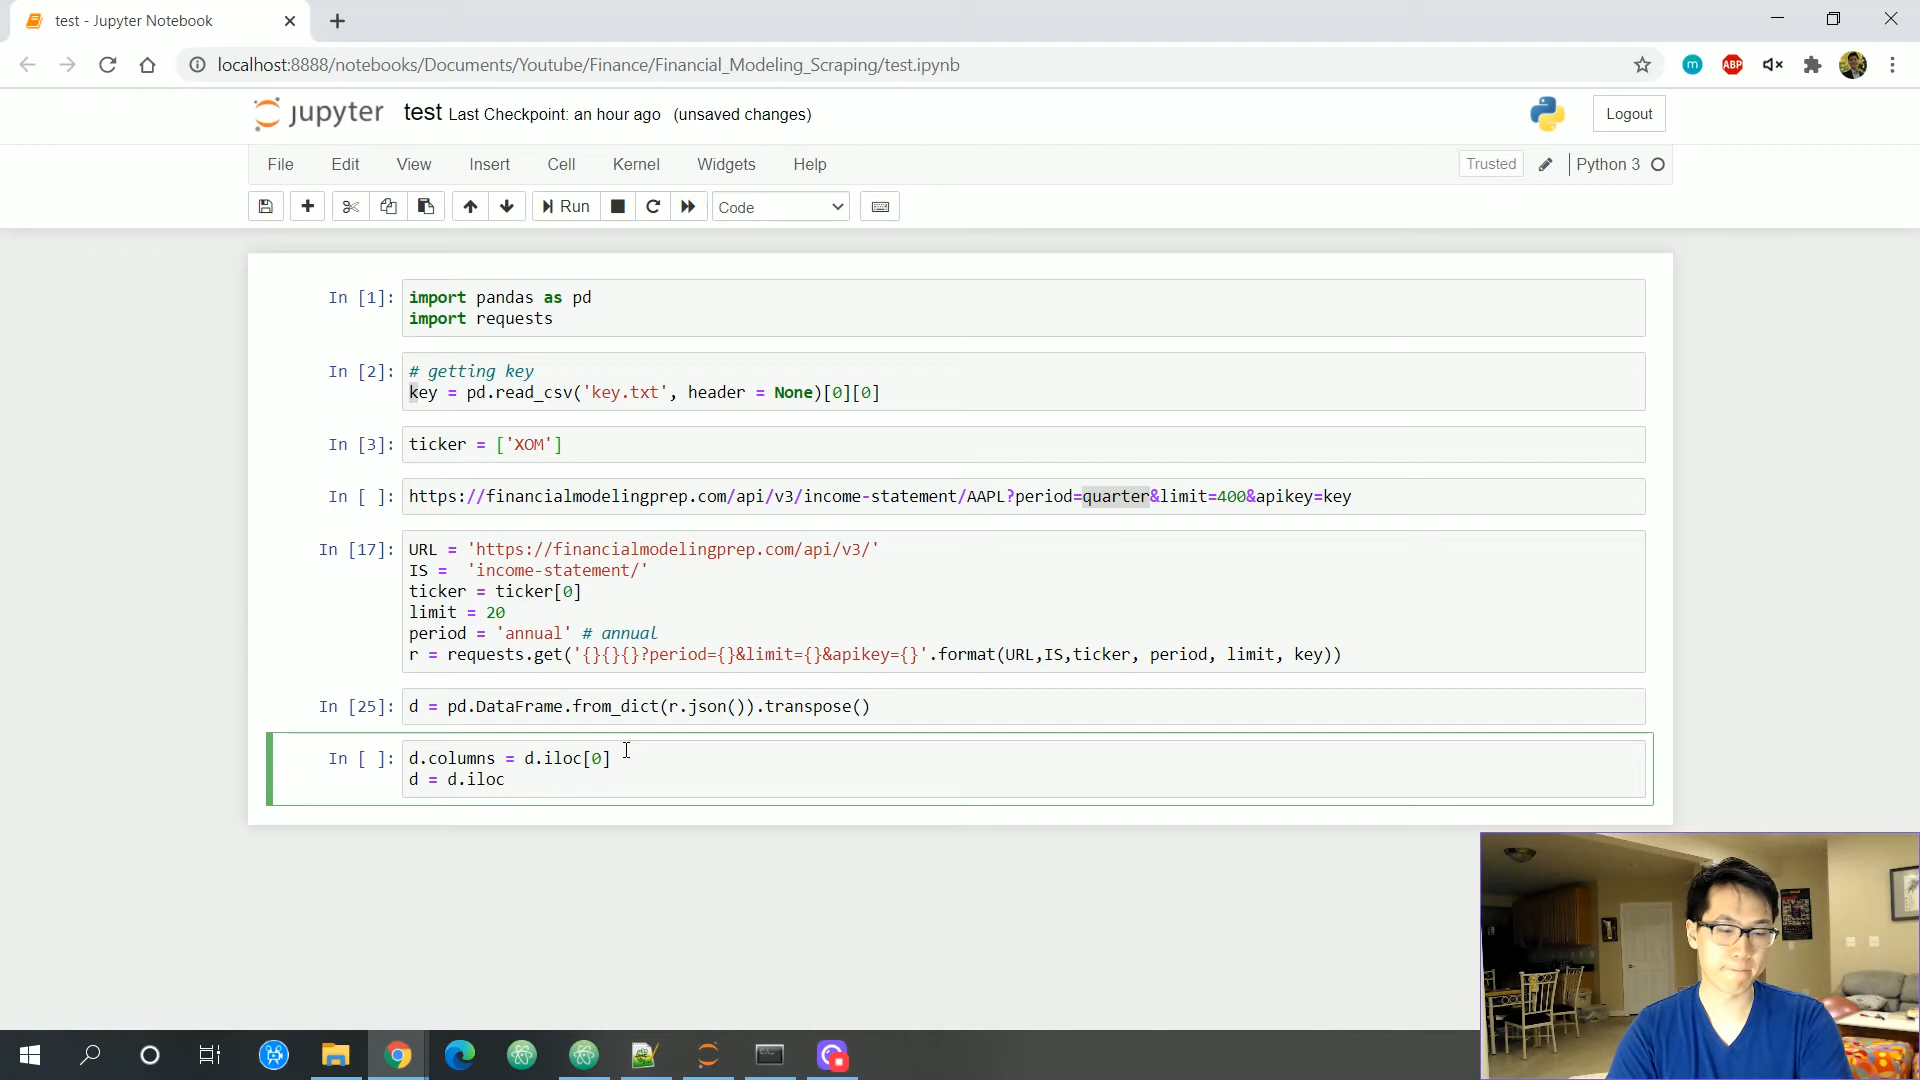 test - Jupyter Notebook
localhost:8888/notebooks/Documents/Youtube/Finance/Financial_Modeling_Scraping/test.ipynb
m
ABP
jupyter test Last Checkpoint: an hour ago (unsaved changes)
Logout
File Edit View Insert Cell Kernel Widgets Help
Trusted
Python 3
Run
Code
In [1]: import pandas as pd
import requests
In [2]: # getting key
key = pd.read_csv('key.txt', header = None)[0][0]
In [3]: ticker = ['XOM']
In [ ]: https://financialmodelingprep.com/api/v3/income-statement/AAPL?period=quarter&limit=400&apikey=key
In [17]: URL = 'https://financialmodelingprep.com/api/v3/'
IS =  'income-statement/'
ticker = ticker[0]
limit = 20
period = 'annual' # annual
r = requests.get('{}{}{}?period={}&limit={}&apikey={}'.format(URL,IS,ticker, period, limit, key))
In [25]: d = pd.DataFrame.from_dict(r.json()).transpose()
In [ ]: d.columns = d.iloc[0]
d = d.iloc